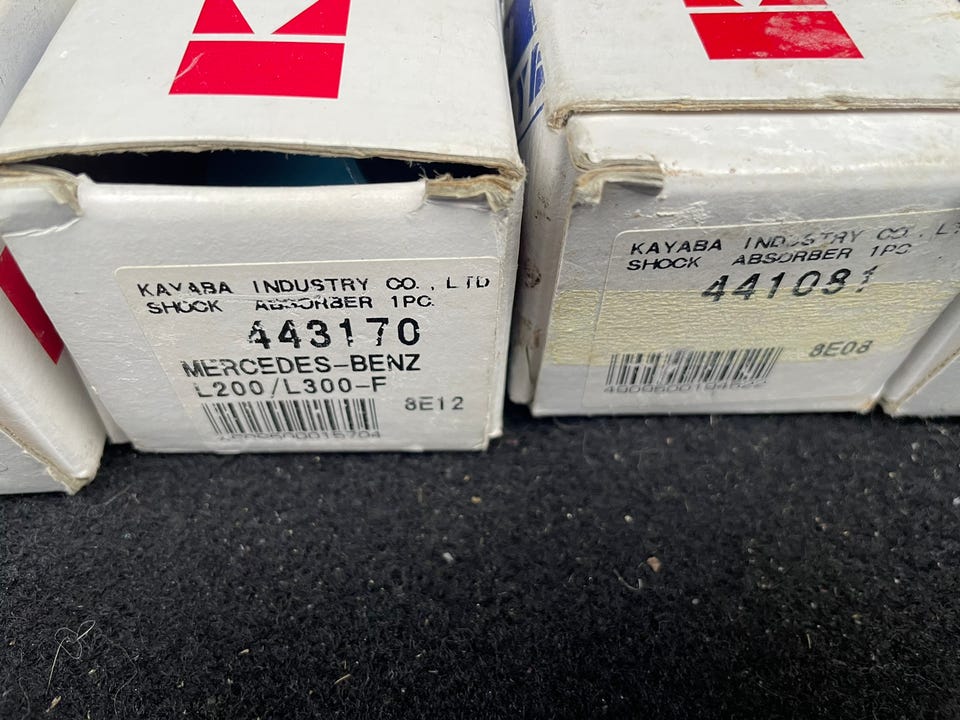 KAYABA INDUSTRY CO., LTD
SHOCK ABSORBER 1PC.
443170
MERCEDES-BENZ
L200/L300-F
8E12
KAYABA INDUSTRY CO.,
SHOCK ABSORBER 1PC
441081
8E08